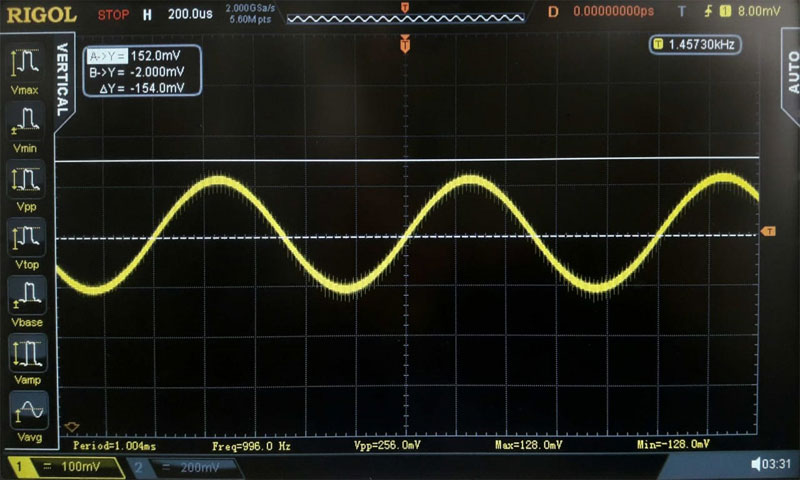 RIGOL STOP H 200.0us 2.000GSa/s 5.60M pts D 0.00000000ps T 1 8.00mV
VERTICAL
A->Y= 152.0mV
B->Y= -2.000mV
ΔY= -154.0mV
T 1.45730kHz
AUTO
Vmax
Vmin
Vpp
Vtop
Vbase
Vamp
Vavg
T
T
Period=1.004ms Freq=996.0 Hz Vpp=256.0mV Max=128.0mV Min=-128.0mV
1 100mV 2 200mV 03:31